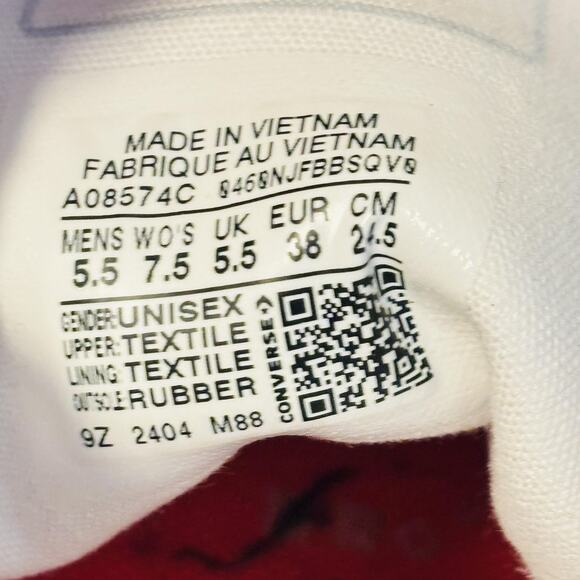 MADE IN VIETNAM
FABRIQUE AU VIETNAM
A08574C 0460NJFBBSQV0
MENS WO'S UK EUR CM
5.5 7.5 5.5 38 24.5
GENDER:UNISEX
UPPER:TEXTILE
LINING TEXTILE
OUTSOLE RUBBER
CONVERSE
9Z 2404 M88